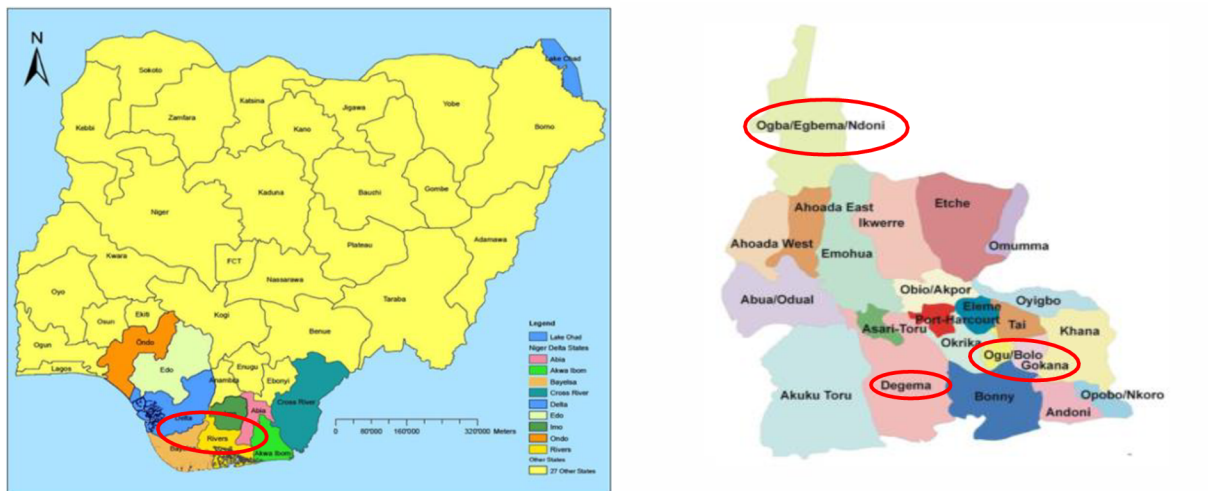 N
Lake Chad
Sokoto
Katsina
Jigawa
Yobe
Zamfara
Kebbi
Kano
Borno
Kaduna
Bauchi
Gombe
Niger
Adamawa
Plateau
Kwara
FCT
Nassarawa
Oyo
Taraba
Kogi
Ekiti
Osun
Benue
Ogun
Ondo
Lagos
Edo
Enugu
Anambra
Ebonyi
Cross River
Abia
Delta
Rivers
Akwa Ibom
0 80'000 160'000 320'000 Meters
Legend
Lake Chad
Niger Delta States
Abia
Akwa Ibom
Bayelsa
Cross River
Delta
Edo
Imo
Ondo
Rivers
Other States
27 Other States
Ogba/Egbema/Ndoni
Ahoada East
Etche
Ikwerre
Ahoada West
Omumma
Emohua
Abua/Odual
Obio/Akpor
Oyigbo
Eleme
Port-Harcourt
Tai
Khana
Asari-Toru
Okrika
Ogu/Bolo
Gokana
Degema
Akuku Toru
Bonny
Opobo/Nkoro
Andoni